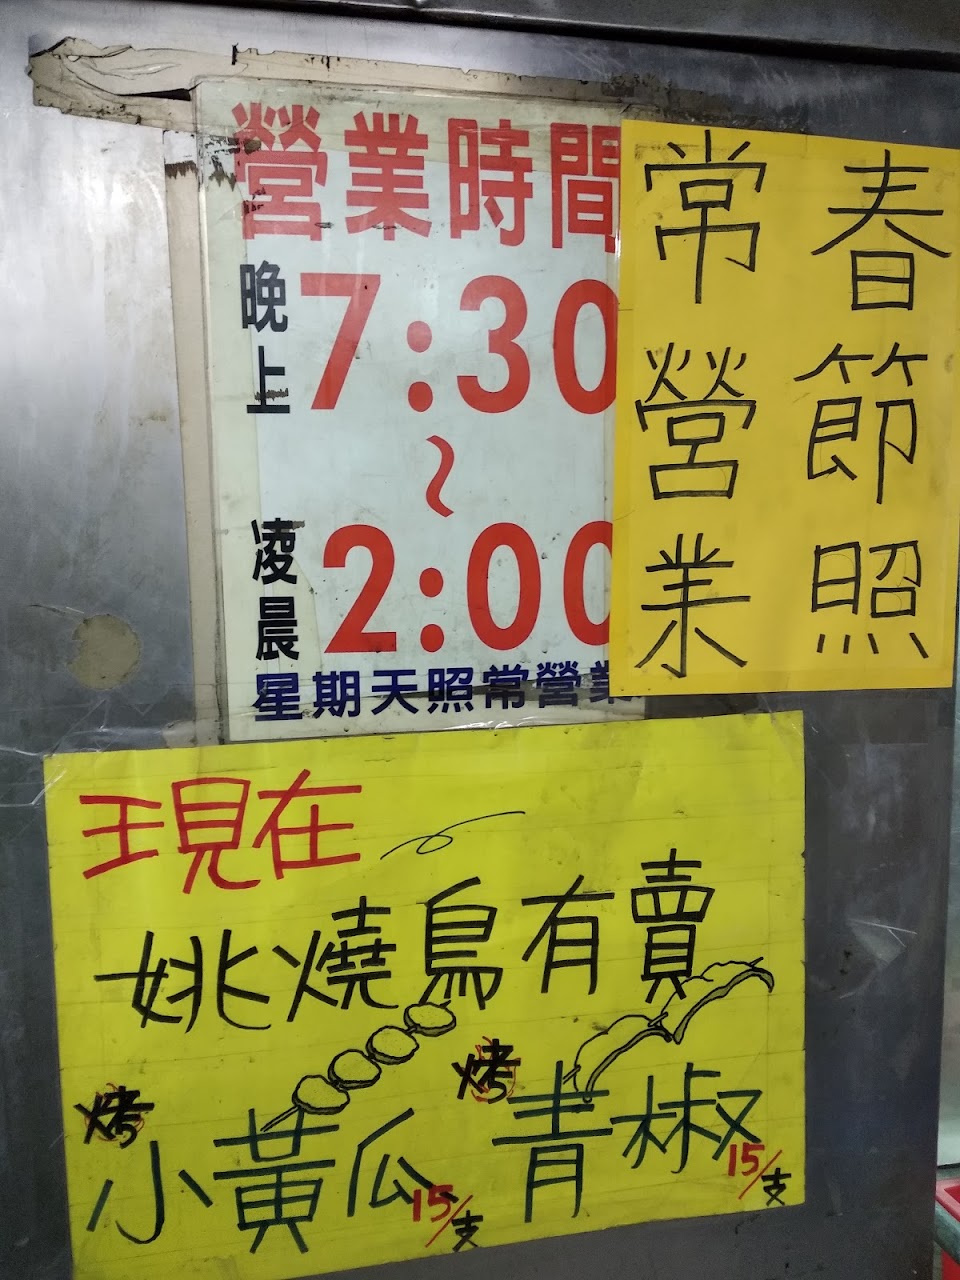 營業時間
晚上 7:30
~
凌晨 2:00
星期天照常營業
春節照
常營業
現在
姚燒鳥有賣
烤小黃瓜 15/支
烤青椒 15/支